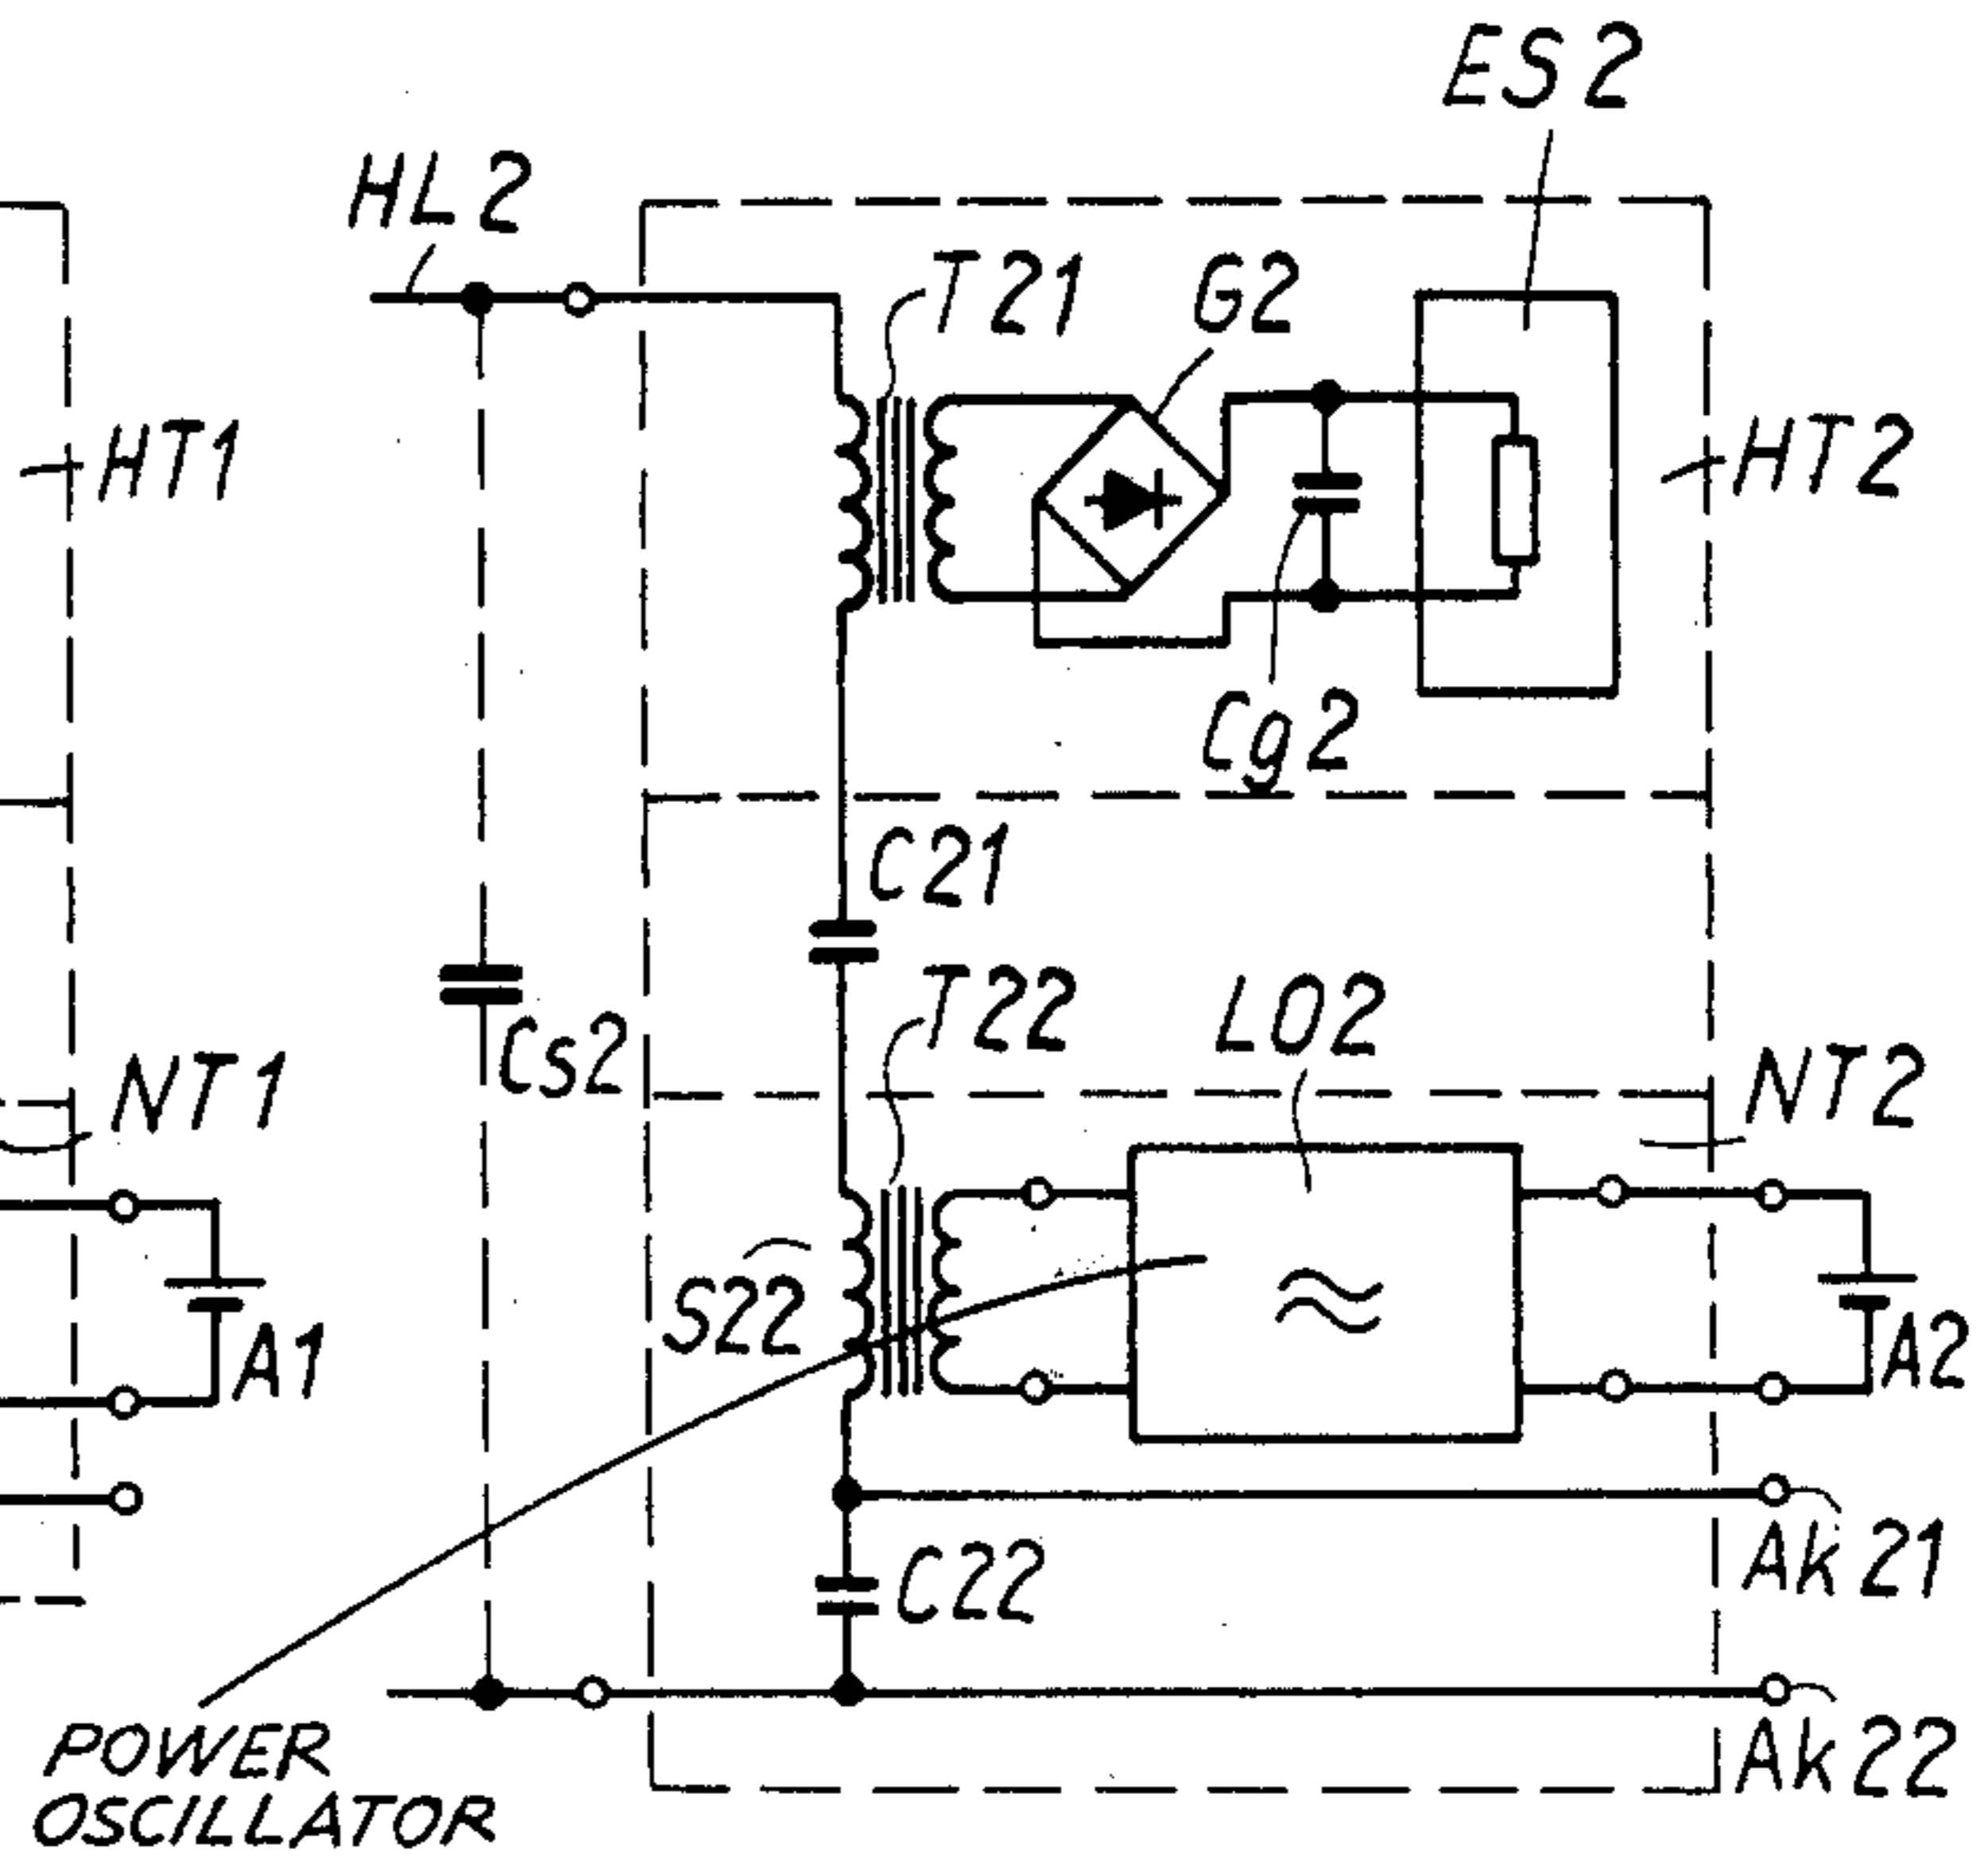 ES2
HL2
T21
G2
HT1
HT2
Cg2
C21
T22
LO2
Cs2
NT1
NT2
S22
A1
A2
Ak21
C22
Ak22
POWER
OSCILLATOR